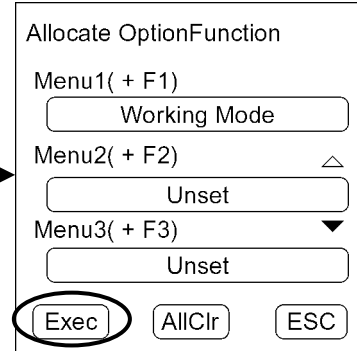 Allocate OptionFunction
Menu1( + F1)
Working Mode
Menu2( + F2)
Unset
Menu3( + F3)
Unset
Exec AllClr ESC